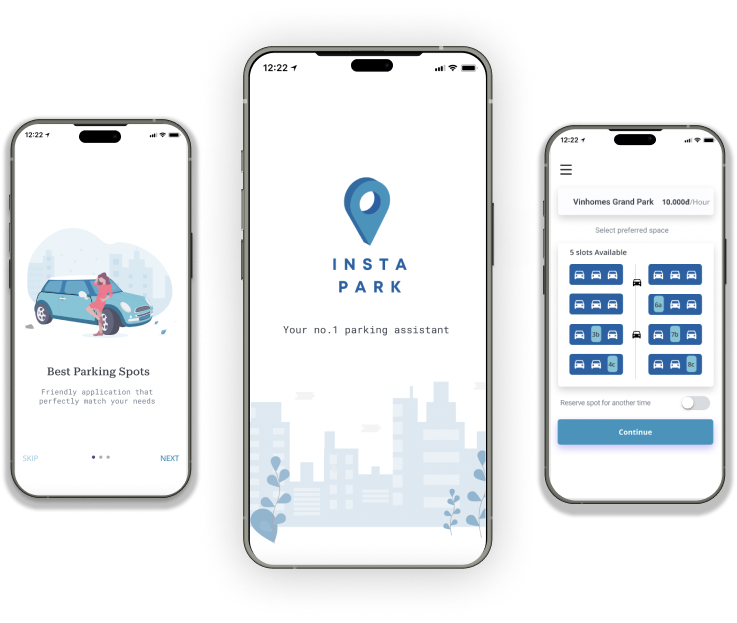 12:22
Best Parking Spots
Friendly application that
perfectly match your needs
SKIP
NEXT
12:22
INSTA
PARK
Your no.1 parking assistant
12:22
Vinhomes Grand Park 10.000đ/Hour
Select preferred space
5 slots Available
6a
3b
7b
4c
8c
Reserve spot for another time
Continue